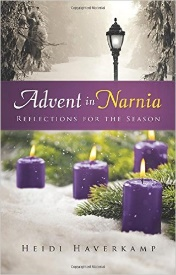 Advent in Narnia
Reflections for the Season
Heidi Haverkamp